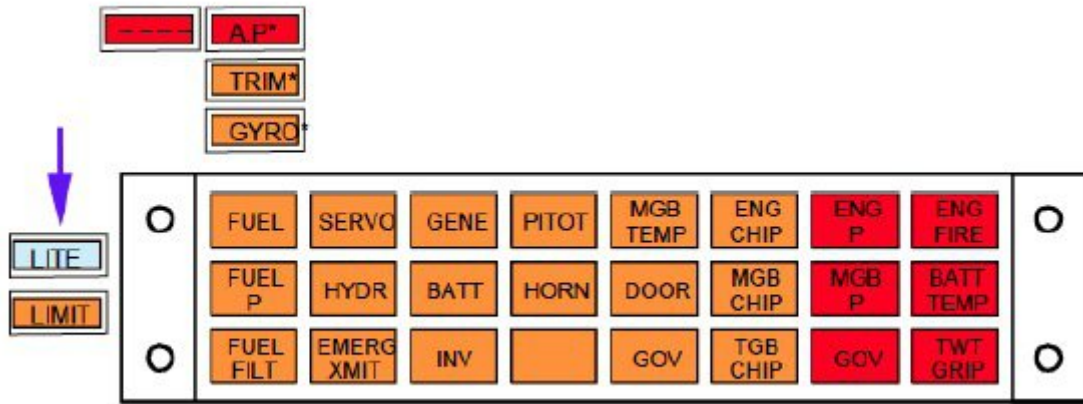 ---- A.P*
TRIM*
GYRO*
LITE
LIMIT
FUEL SERVO GENE PITOT MGB TEMP ENG CHIP ENG P ENG FIRE
FUEL P HYDR BATT HORN DOOR MGB CHIP MGB P BATT TEMP
FUEL FILT EMERG XMIT INV GOV TGB CHIP GOV TWT GRIP